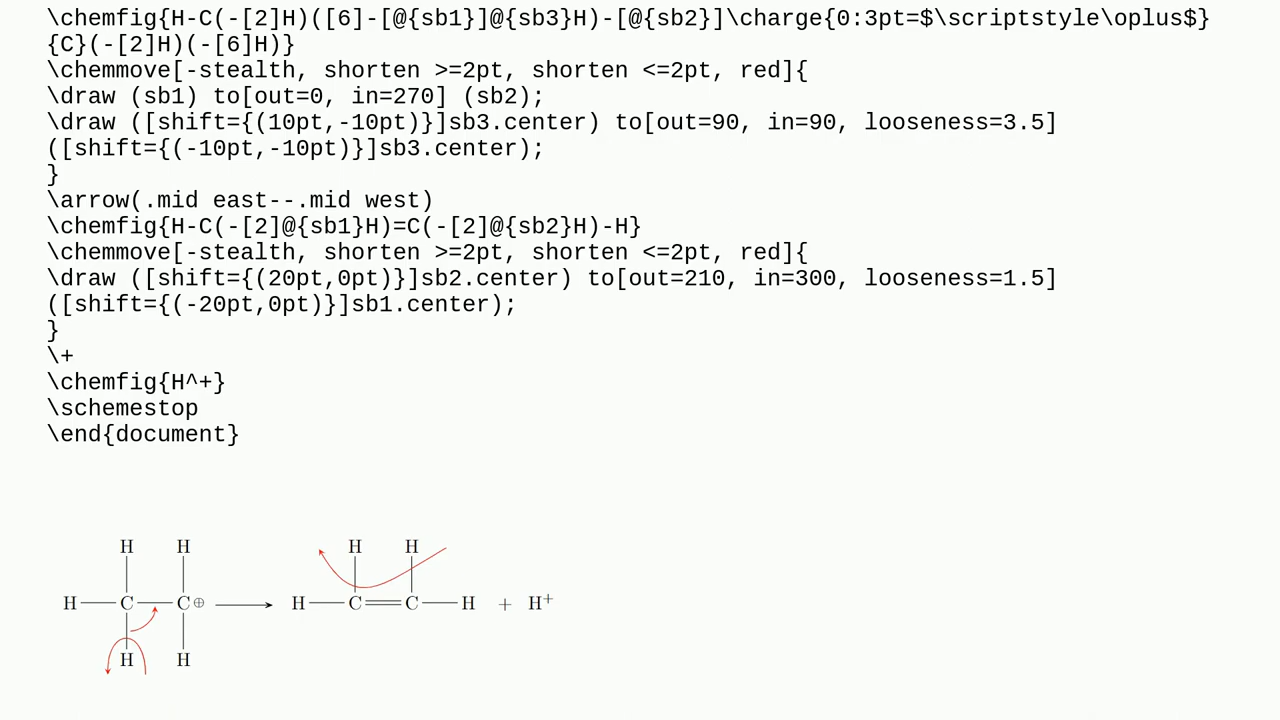 \chemfig{H-C(-[2]H)([6]-[@{sb1}]@{sb3}H)-[@{sb2}]\charge{0:3pt=$\scriptstyle\oplus$}
{C}(-[2]H)(-[6]H)}
\chemmove[-stealth, shorten >=2pt, shorten <=2pt, red]{
\draw (sb1) to[out=0, in=270] (sb2);
\draw ([shift={(10pt,-10pt)}]sb3.center) to[out=90, in=90, looseness=3.5]
([shift={(-10pt,-10pt)}]sb3.center);
}
\arrow(.mid east--.mid west)
\chemfig{H-C(-[2]@{sb1}H)=C(-[2]@{sb2}H)-H}
\chemmove[-stealth, shorten >=2pt, shorten <=2pt, red]{
\draw ([shift={(20pt,0pt)}]sb2.center) to[out=210, in=300, looseness=1.5]
([shift={(-20pt,0pt)}]sb1.center);
}
\+
\chemfig{H^+}
\schemestop
\end{document}
H H H H
H C C⊕ H C C H + H⁺
H H